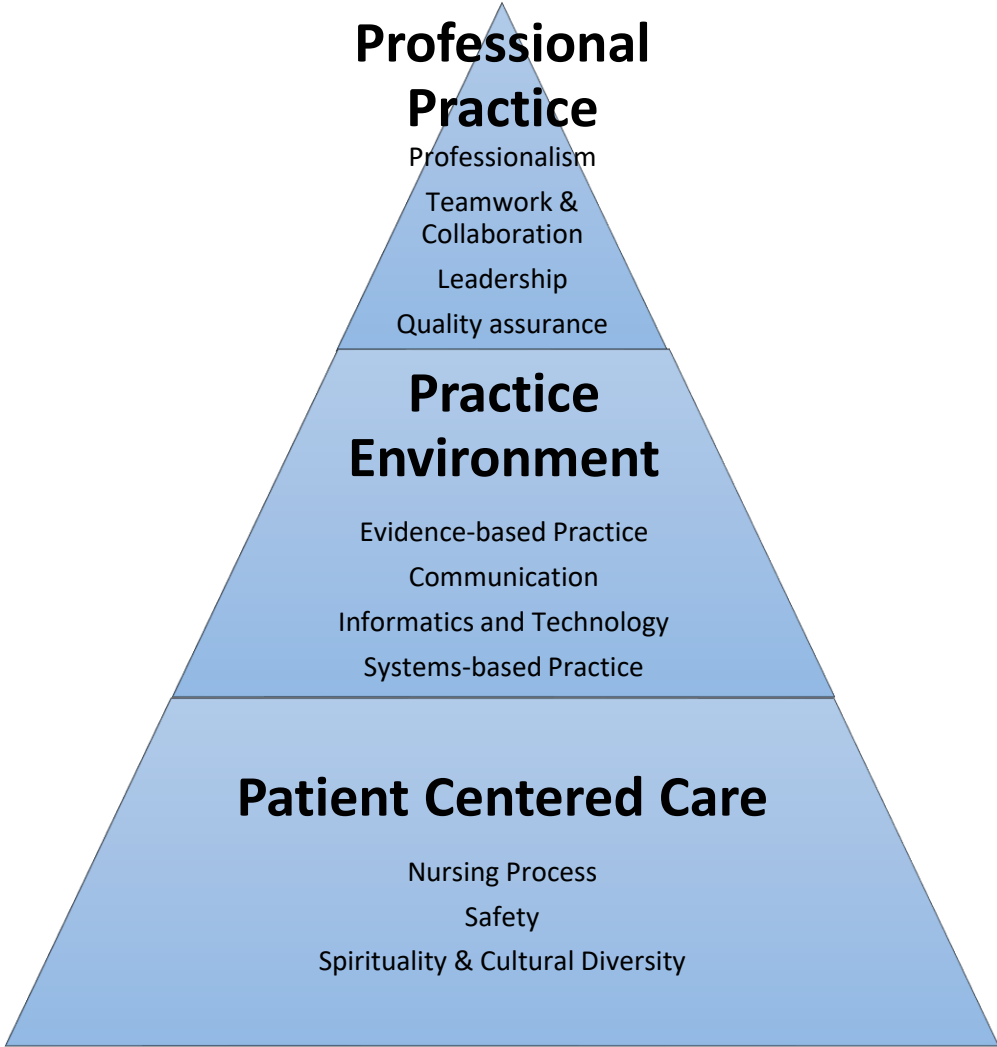 Professional
Practice
Professionalism
Teamwork &
Collaboration
Leadership
Quality assurance
Practice
Environment
Evidence-based Practice
Communication
Informatics and Technology
Systems-based Practice
Patient Centered Care
Nursing Process
Safety
Spirituality & Cultural Diversity